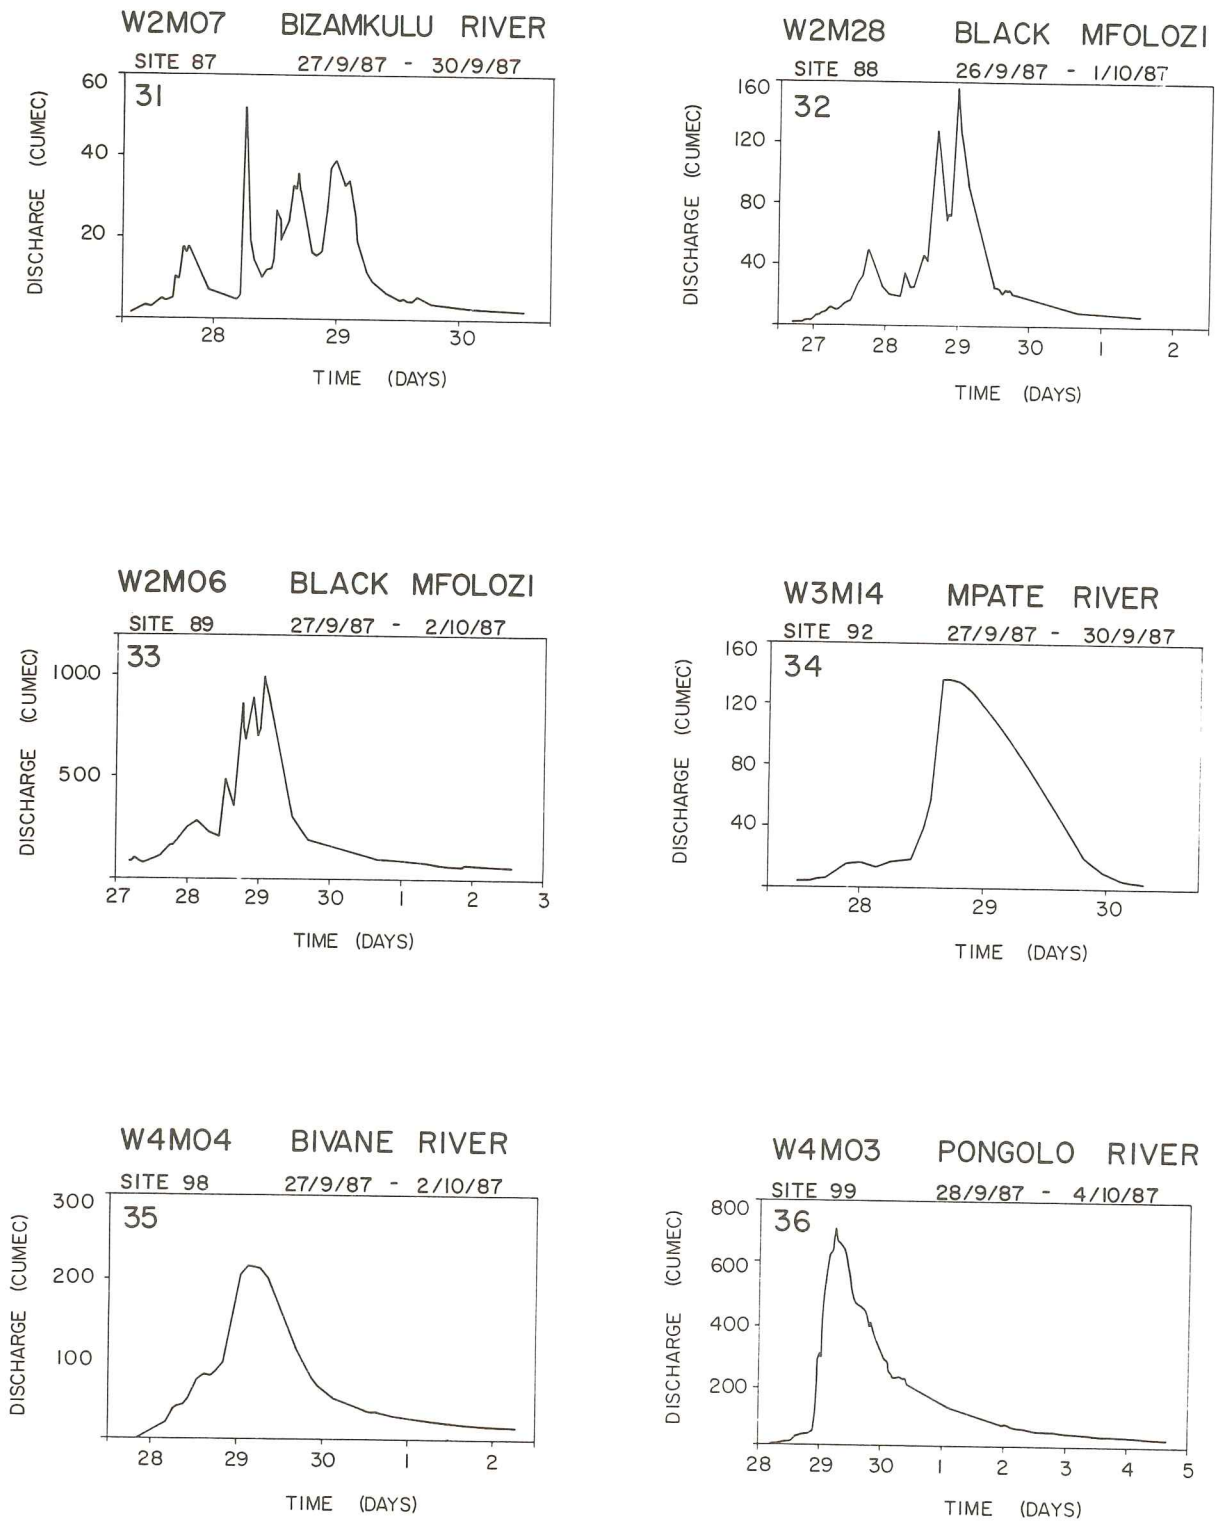 W2M07 BIZAMKULU RIVER
SITE 87 27/9/87 - 30/9/87
31
60
40
20
DISCHARGE (CUMEC)
28 29 30
TIME (DAYS)
W2M28 BLACK MFOLOZI
SITE 88 26/9/87 - 1/10/87
32
160
120
80
40
DISCHARGE (CUMEC)
27 28 29 30 1 2
TIME (DAYS)
W2M06 BLACK MFOLOZI
SITE 89 27/9/87 - 2/10/87
33
1000
500
DISCHARGE (CUMEC)
27 28 29 30 1 2 3
TIME (DAYS)
W3M14 MPATE RIVER
SITE 92 27/9/87 - 30/9/87
34
160
120
80
40
DISCHARGE (CUMEC)
28 29 30
TIME (DAYS)
W4M04 BIVANE RIVER
SITE 98 27/9/87 - 2/10/87
35
300
200
100
DISCHARGE (CUMEC)
28 29 30 1 2
TIME (DAYS)
W4M03 PONGOLO RIVER
SITE 99 28/9/87 - 4/10/87
36
800
600
400
200
DISCHARGE (CUMEC)
28 29 30 1 2 3 4 5
TIME (DAYS)